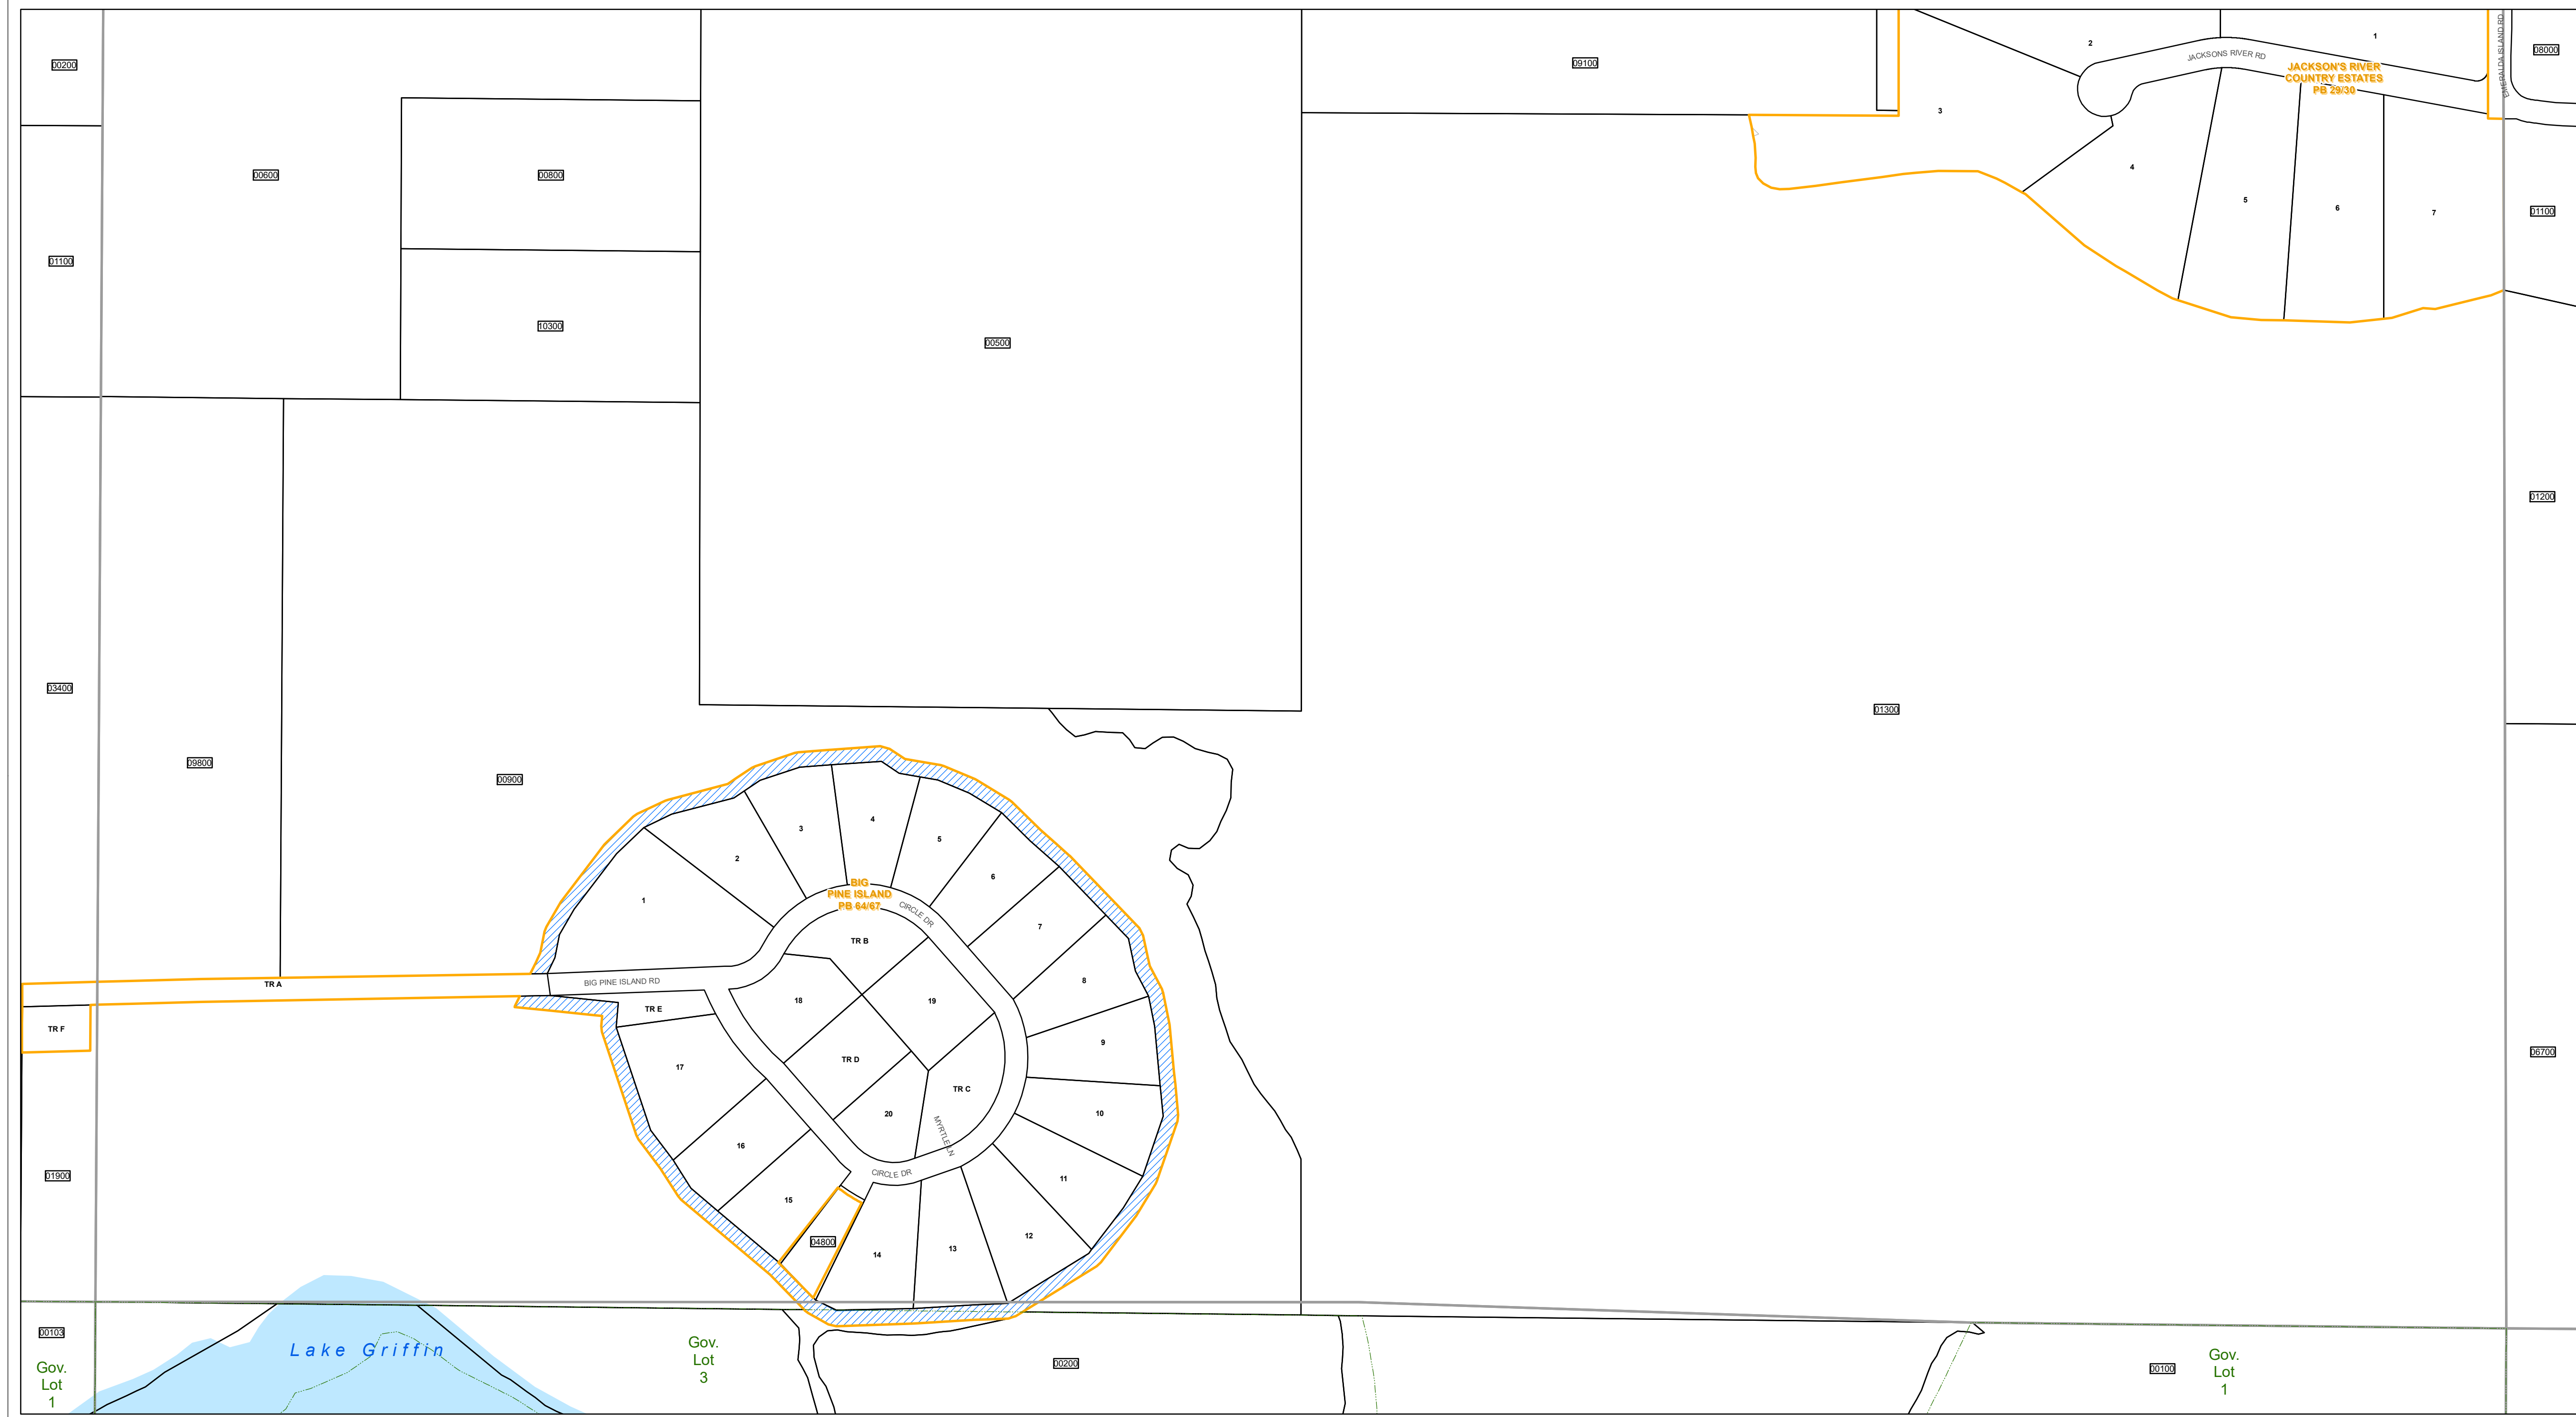 00200
09100
2
1
JACKSONS RIVER RD
EMERALDA ISLAND RD
08000
JACKSON'S RIVER
COUNTRY ESTATES
PB 29/30
3
00600
00800
4
5
6
7
01100
01100
10300
00500
01200
03400
01300
09800
00900
3
4
5
2
6
BIG
PINE ISLAND
PB 64/67
CIRCLE DR
1
7
TR B
TR A
BIG PINE ISLAND RD
8
18
19
TR E
TR F
9
06700
TR D
17
TR C
10
20
MYRTLE LN
16
CIRCLE DR
01900
11
15
04800
12
13
14
00103
Lake Griffin
Gov.
Lot
3
00200
00100
Gov.
Lot
1
Gov.
Lot
1